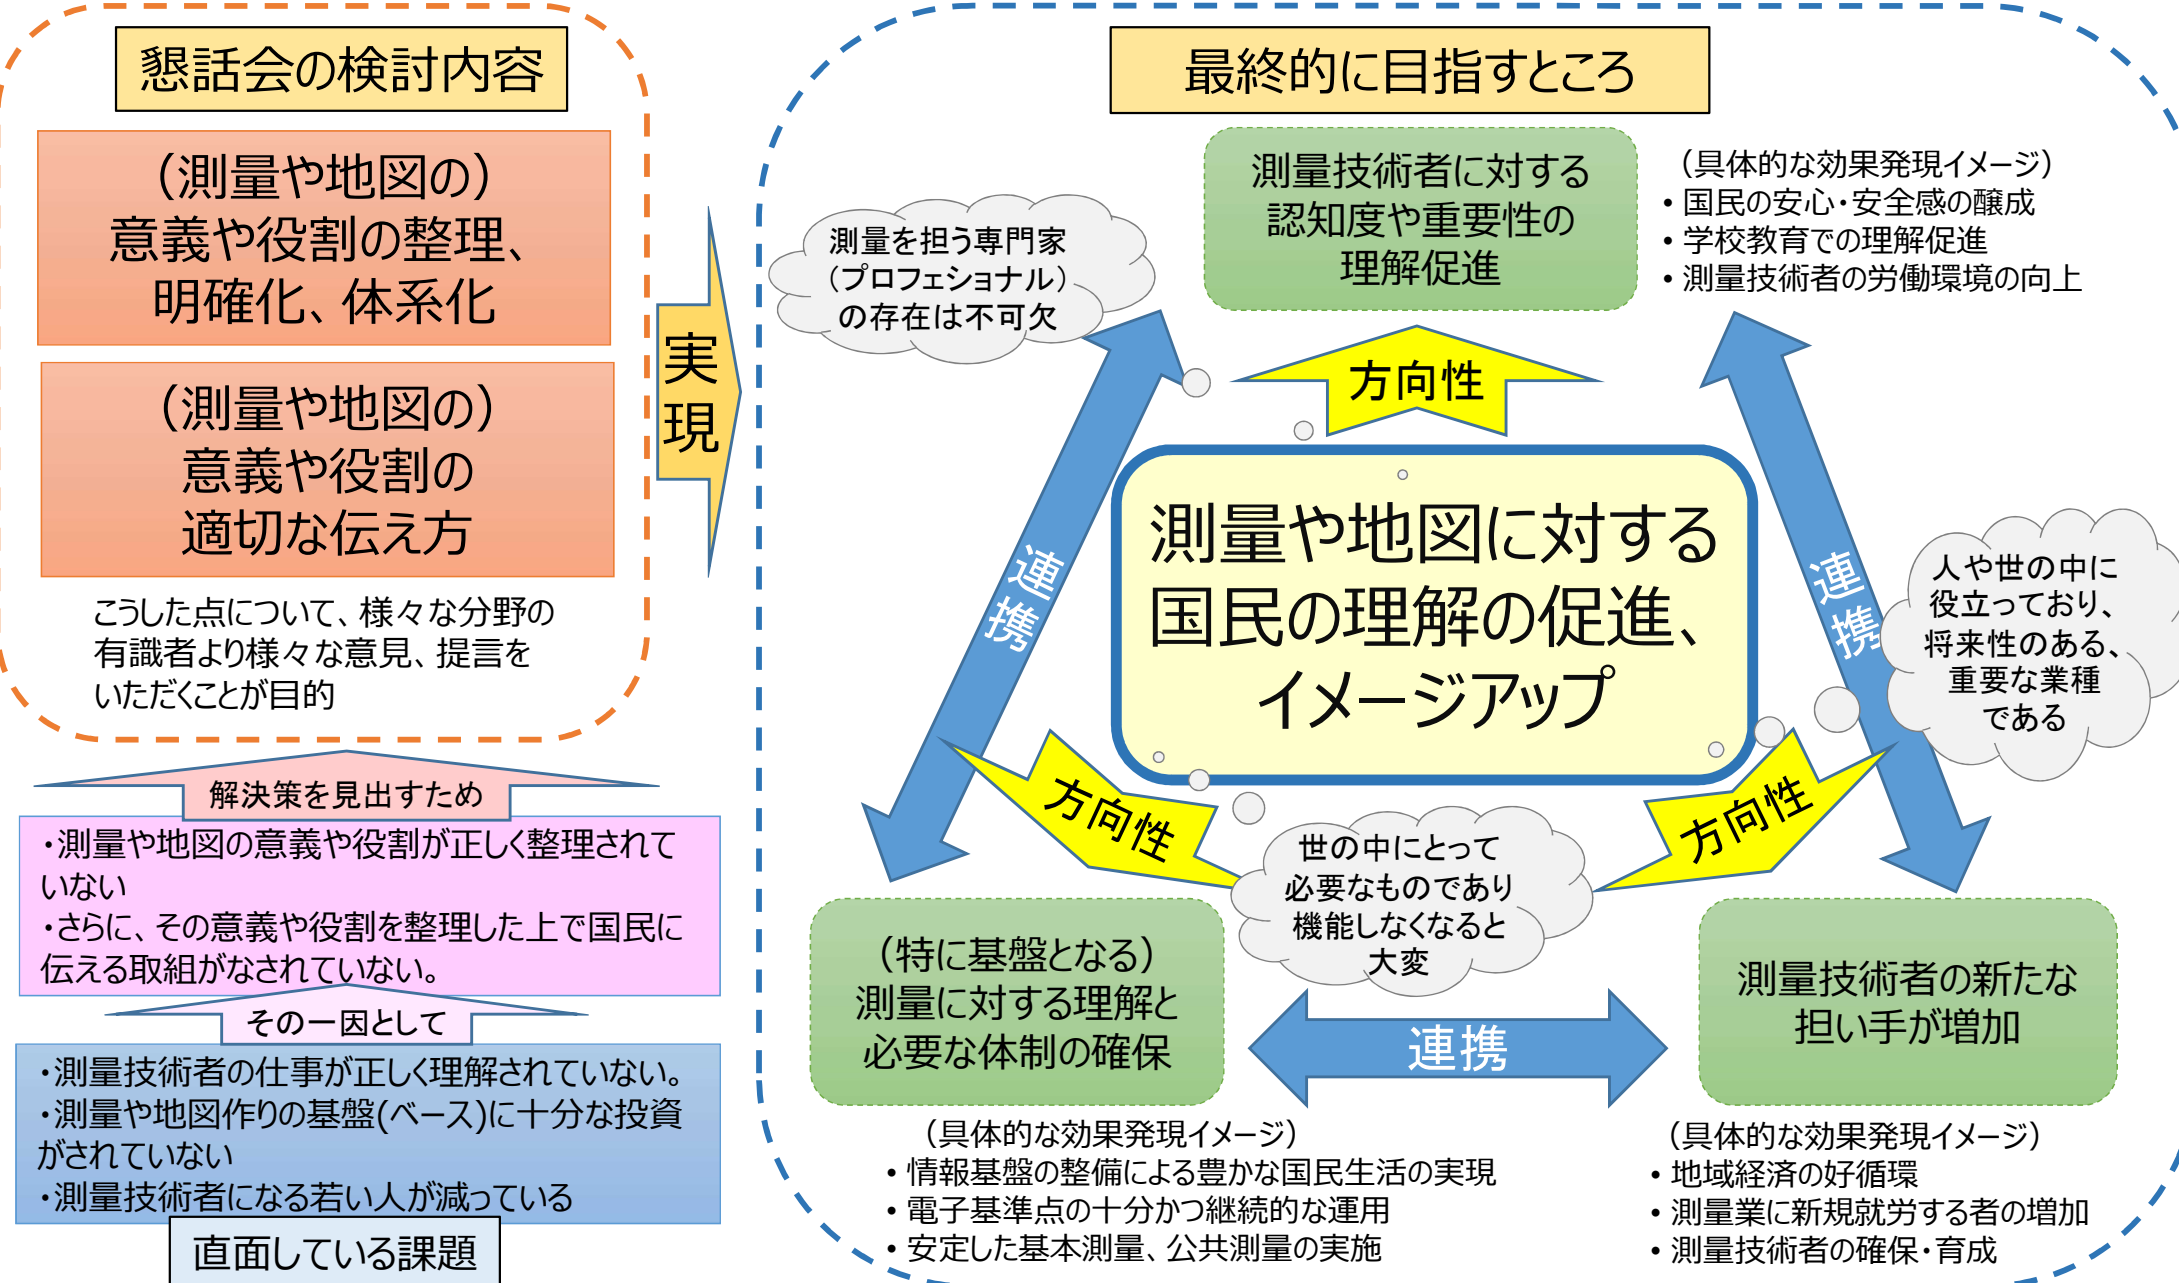 懇話会の検討内容
（測量や地図の）
意義や役割の整理、
明確化、体系化
（測量や地図の）
意義や役割の
適切な伝え方
こうした点について、様々な分野の
有識者より様々な意見、提言を
いただくことが目的
解決策を見出すため
・測量や地図の意義や役割が正しく整理されて
いない
・さらに、その意義や役割を整理した上で国民に
伝える取組がなされていない。
その一因として
・測量技術者の仕事が正しく理解されていない。
・測量や地図作りの基盤(ベース)に十分な投資
がされていない
・測量技術者になる若い人が減っている
直面している課題
実
現
最終的に目指すところ
測量技術者に対する
認知度や重要性の
理解促進
（具体的な効果発現イメージ）
• 国民の安心・安全感の醸成
• 学校教育での理解促進
• 測量技術者の労働環境の向上
測量を担う専門家
（プロフェショナル）
の存在は不可欠
方向性
連
携
測量や地図に対する
国民の理解の促進、
イメージアップ
連
携
人や世の中に
役立っており、
将来性のある、
重要な業種
である
方向性
方向性
世の中にとって
必要なものであり
機能しなくなると
大変
（特に基盤となる）
測量に対する理解と
必要な体制の確保
連携
測量技術者の新たな
担い手が増加
（具体的な効果発現イメージ）
• 情報基盤の整備による豊かな国民生活の実現
• 電子基準点の十分かつ継続的な運用
• 安定した基本測量、公共測量の実施
（具体的な効果発現イメージ）
• 地域経済の好循環
• 測量業に新規就労する者の増加
• 測量技術者の確保・育成